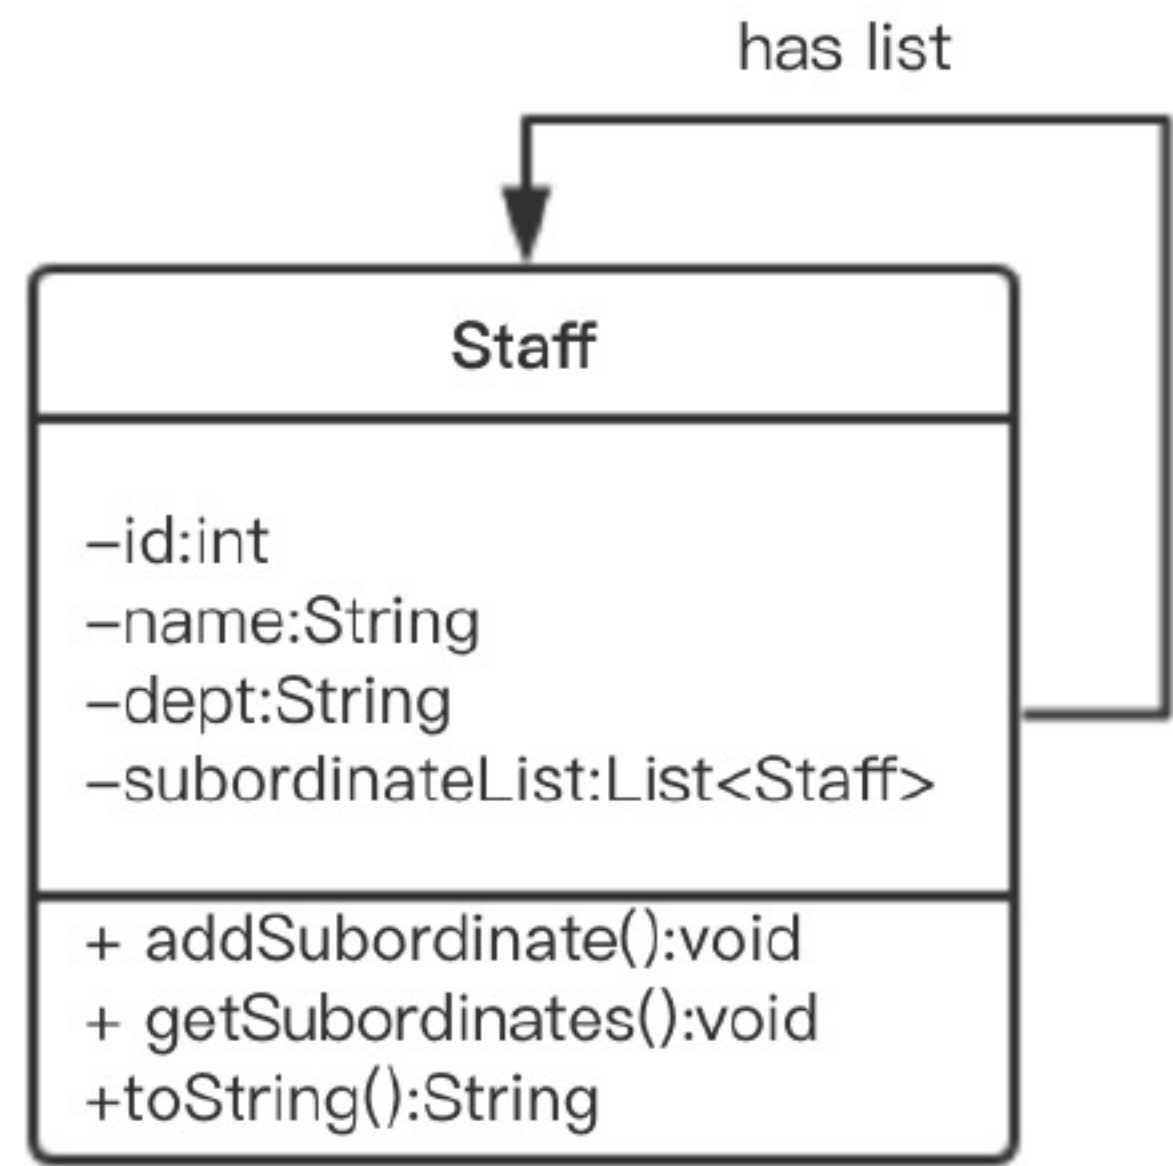 has list
Staff
–id:int
–name:String
–dept:String
–subordinateList:List<Staff>
+ addSubordinate():void
+ getSubordinates():void
+toString():String